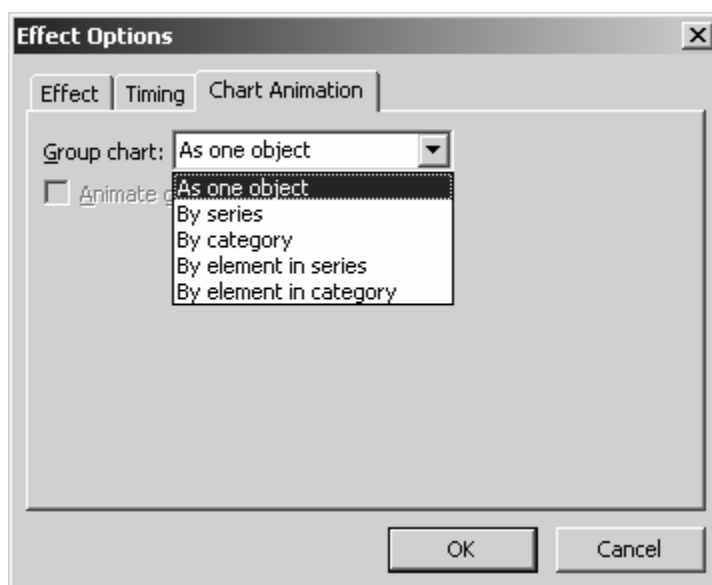 Effect Options
Effect Timing Chart Animation
Group chart: As one object
Animate
As one object
By series
By category
By element in series
By element in category
OK Cancel